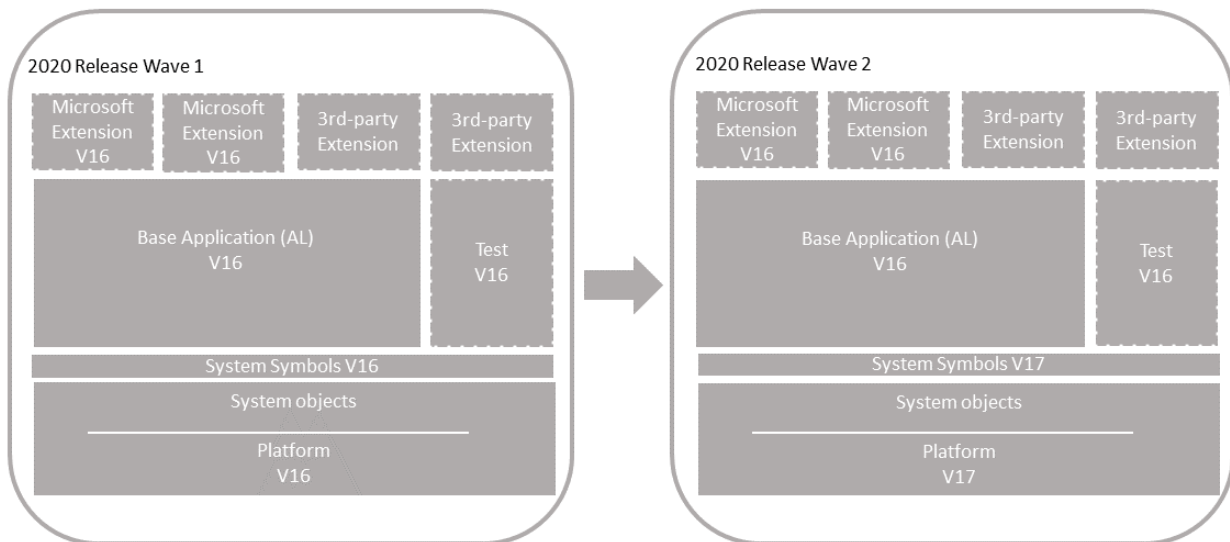 2020 Release Wave 1
Microsoft
Extension
V16
Microsoft
Extension
V16
3rd-party
Extension
3rd-party
Extension
Base Application (AL)
V16
Test
V16
System Symbols V16
System objects
Platform
V16
2020 Release Wave 2
Microsoft
Extension
V16
Microsoft
Extension
V16
3rd-party
Extension
3rd-party
Extension
Base Application (AL)
V16
Test
V16
System Symbols V17
System objects
Platform
V17